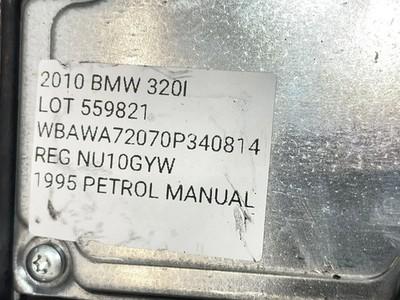 2010 BMW 320I
LOT 559821
WBAWA72070P340814
REG NU10GYW
1995 PETROL MANUAL